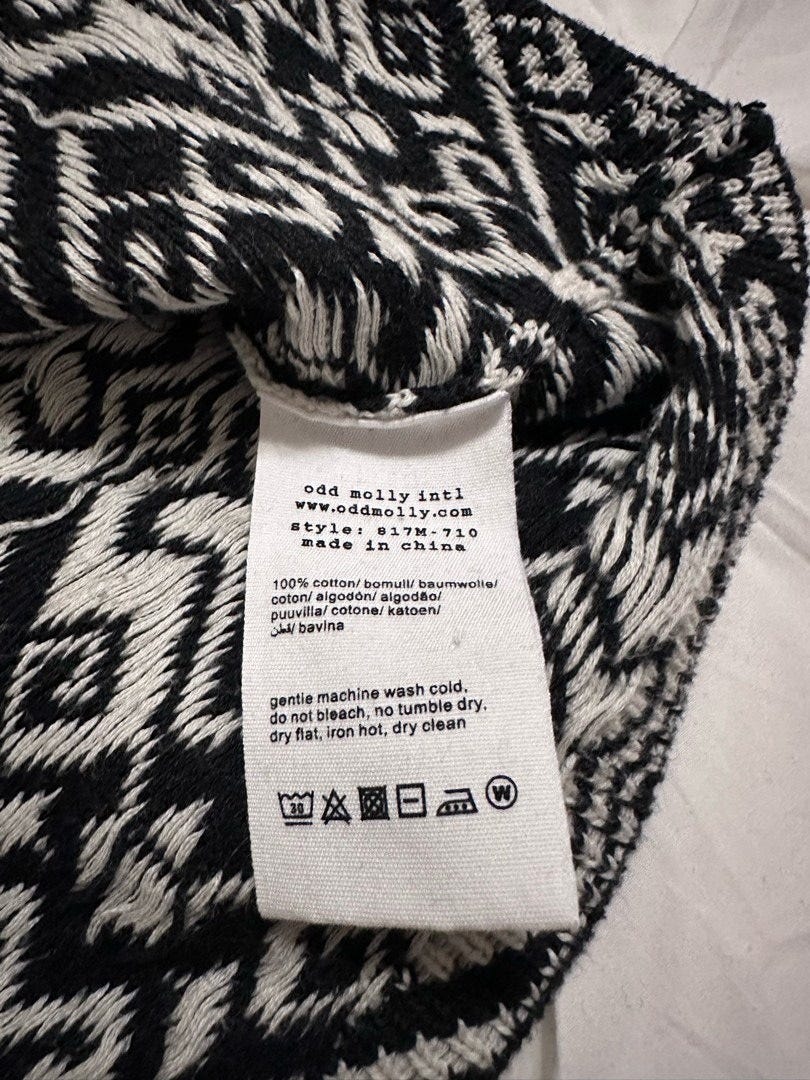 odd molly intl
www.oddmolly.com
style: 817M-710
made in china
100% cotton/ bomull/ baumwolle/
coton/ algodón/ algodão/
puuvilla/ cotone/ katoen/
قطن/ bavlna
gentle machine wash cold,
do not bleach, no tumble dry,
dry flat, iron hot, dry clean
30 W